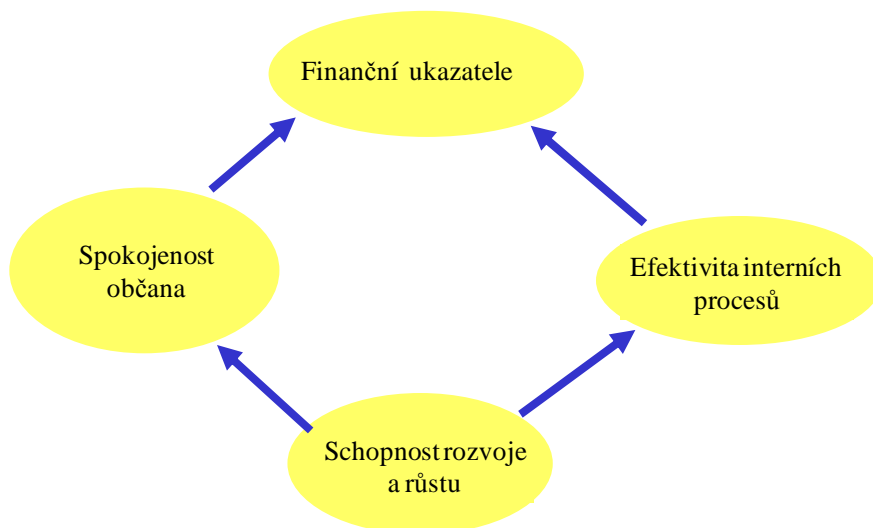 Finanční ukazatele
Spokojenost
občana
Efektivita interních
procesů
Schopnost rozvoje
a růstu